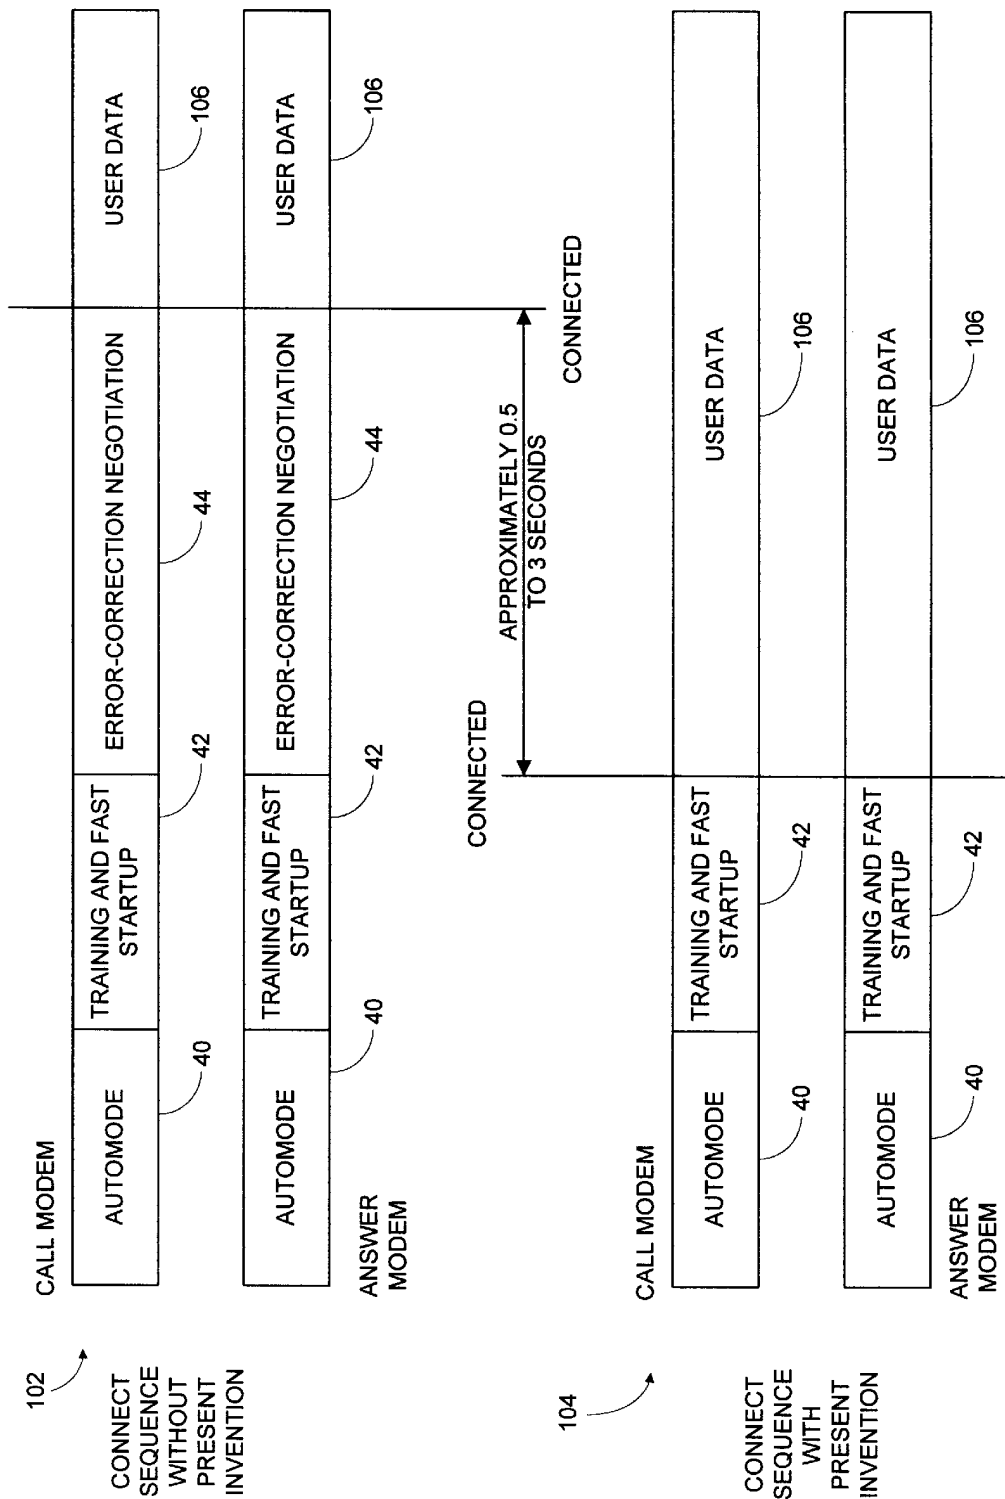 102
CONNECT
SEQUENCE
WITHOUT
PRESENT
INVENTION
CALL MODEM
AUTOMODE
TRAINING AND FAST
STARTUP
ERROR-CORRECTION NEGOTIATION
USER DATA
40
42
44
106
AUTOMODE
TRAINING AND FAST
STARTUP
ERROR-CORRECTION NEGOTIATION
USER DATA
40
42
44
106
ANSWER
MODEM
CONNECTED
APPROXIMATELY 0.5
TO 3 SECONDS
CONNECTED
104
CONNECT
SEQUENCE
WITH
PRESENT
INVENTION
CALL MODEM
AUTOMODE
TRAINING AND FAST
STARTUP
USER DATA
40
42
106
AUTOMODE
TRAINING AND FAST
STARTUP
USER DATA
40
42
106
ANSWER
MODEM